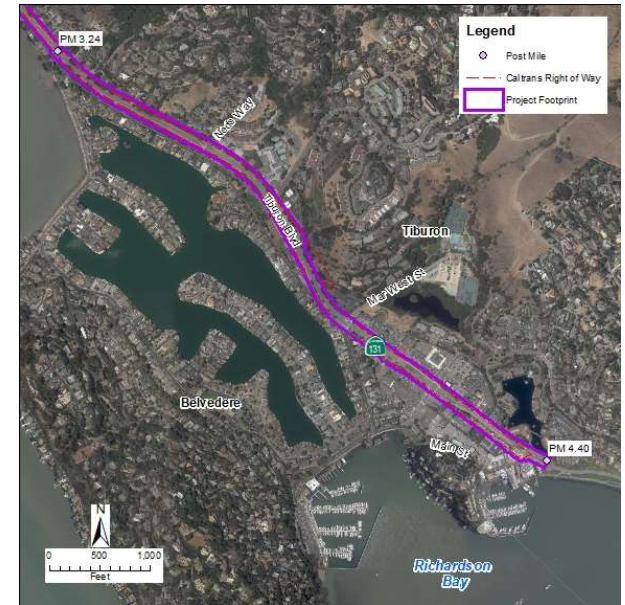 PM 3.24
Legend
Post Mile
Caltrans Right of Way
Project Footprint
Neds Way
Tiburon Blvd
Tiburon
Mar West St
131
Belvedere
Main St
PM 4.40
N
0 500 1,000
Feet
Richardson
Bay